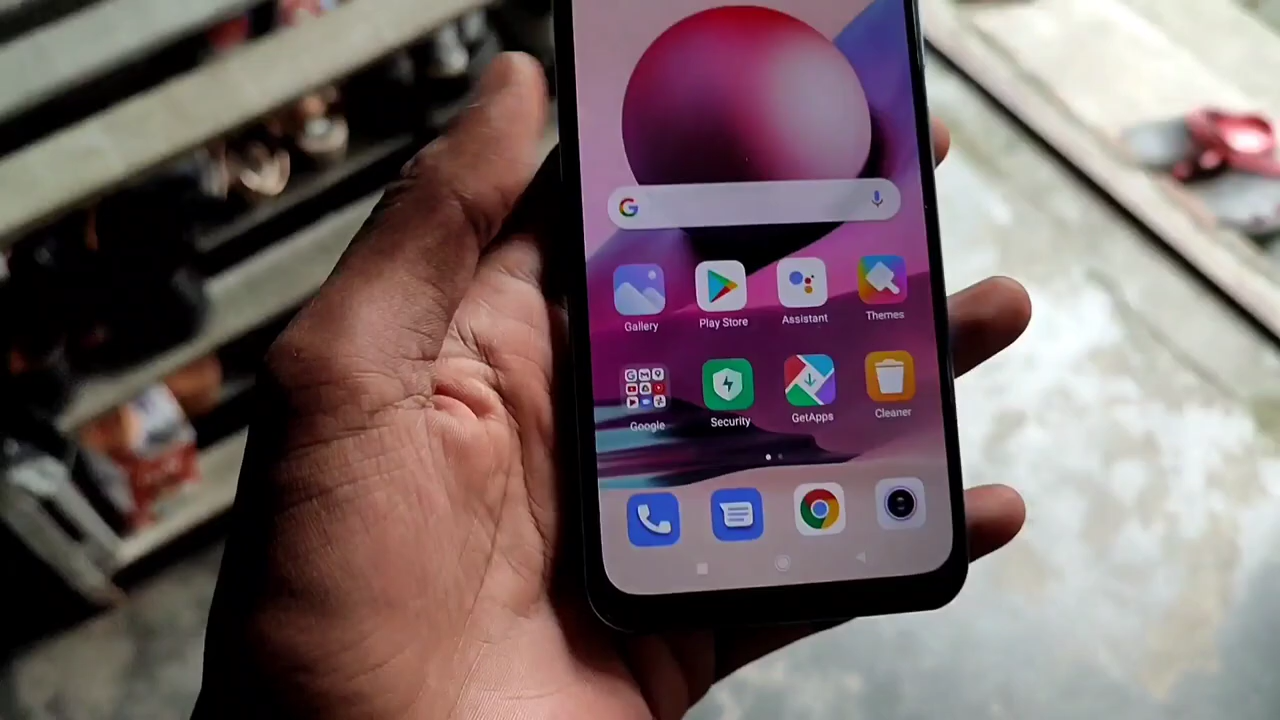 Gallery
Play Store
Assistant
Themes
Google
Security
GetApps
Cleaner